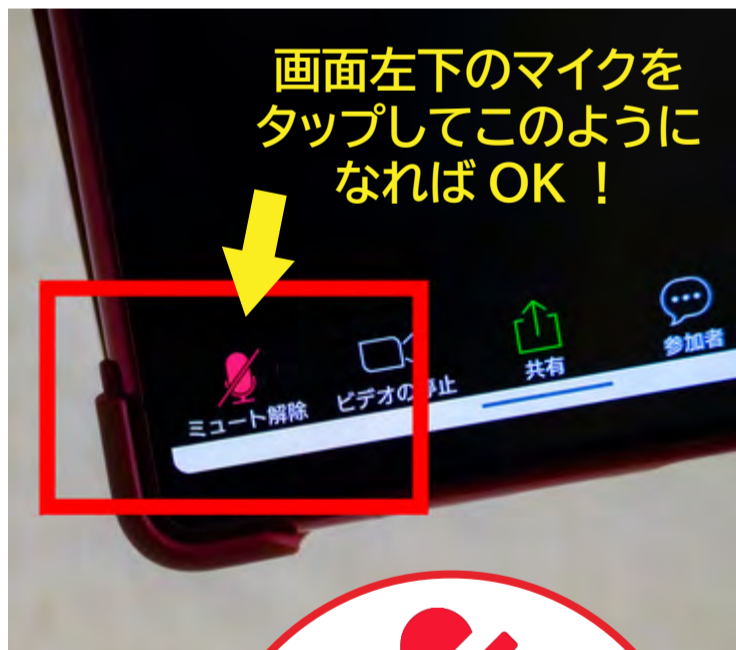 画面左下のマイクを
タップしてこのように
なれば OK ！
ミュート解除
ビデオの停止
共有
参加者